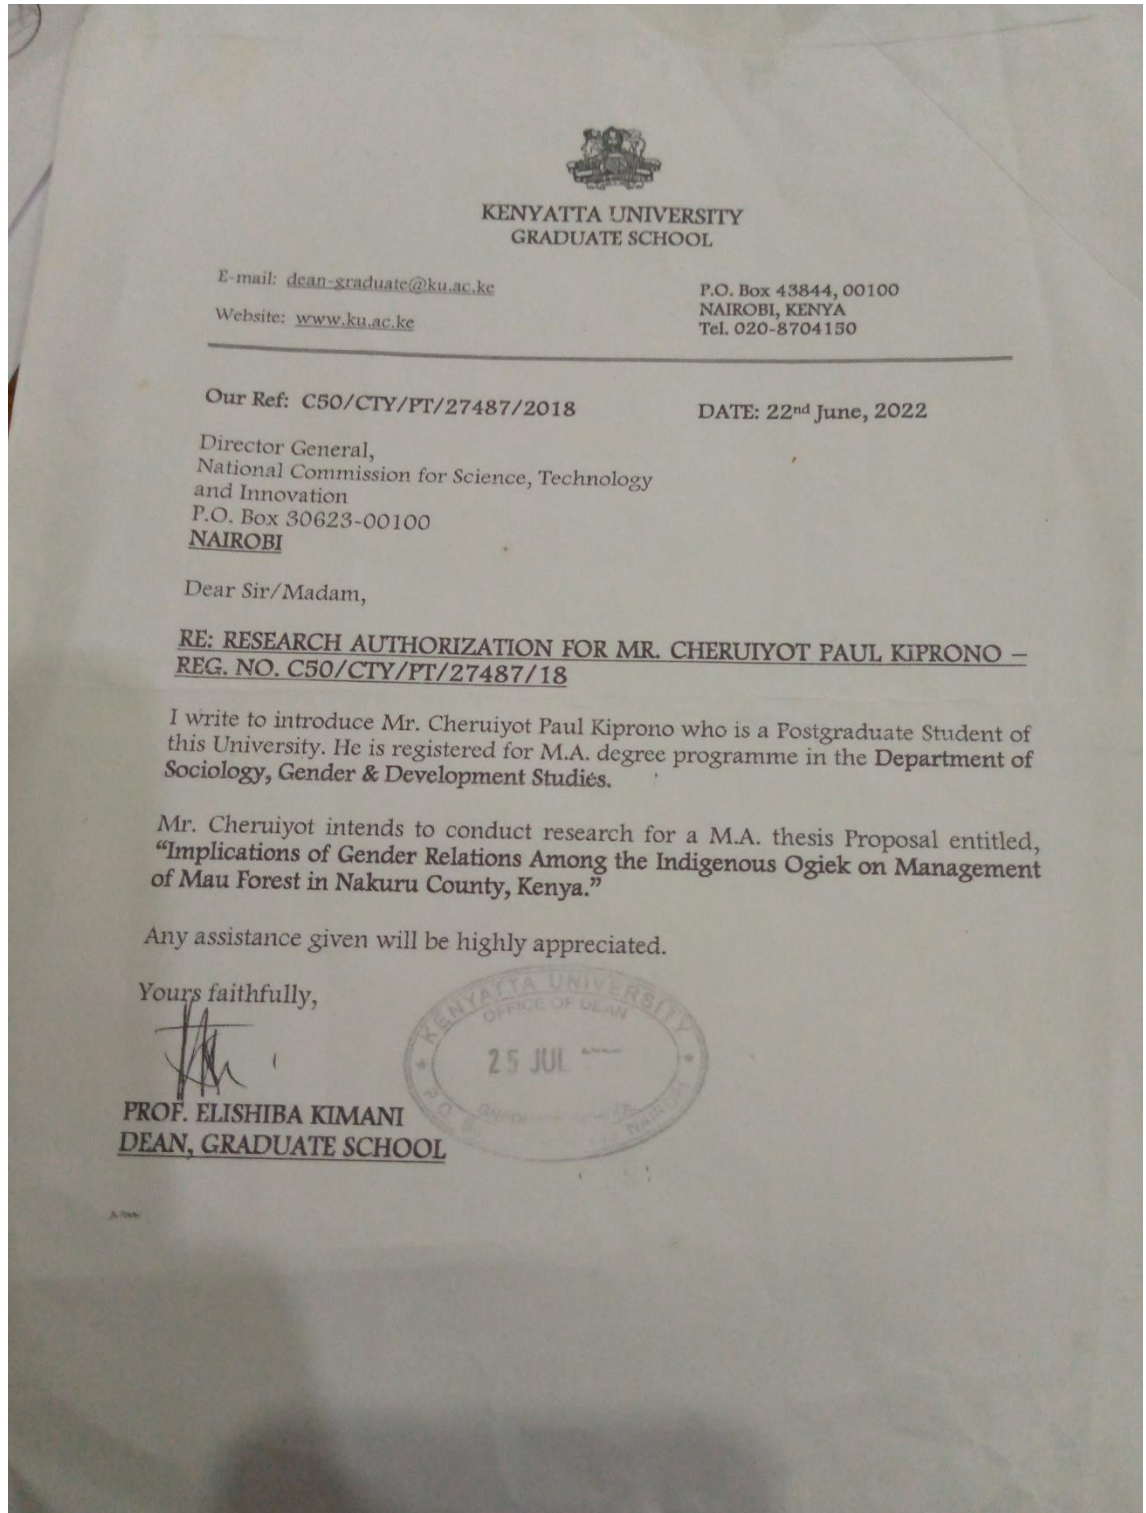 KENYATTA UNIVERSITY
GRADUATE SCHOOL
E-mail: dean-graduate@ku.ac.ke
Website: www.ku.ac.ke
P.O. Box 43844, 00100
NAIROBI, KENYA
Tel. 020-8704150
Our Ref: C50/CTY/PT/27487/2018
DATE: 22nd June, 2022
Director General,
National Commission for Science, Technology
and Innovation
P.O. Box 30623-00100
NAIROBI
Dear Sir/Madam,
RE: RESEARCH AUTHORIZATION FOR MR. CHERUIYOT PAUL KIPRONO –
REG. NO. C50/CTY/PT/27487/18
I write to introduce Mr. Cheruiyot Paul Kiprono who is a Postgraduate Student of
this University. He is registered for M.A. degree programme in the Department of
Sociology, Gender & Development Studies.
Mr. Cheruiyot intends to conduct research for a M.A. thesis Proposal entitled,
“Implications of Gender Relations Among the Indigenous Ogiek on Management
of Mau Forest in Nakuru County, Kenya.”
Any assistance given will be highly appreciated.
Yours faithfully,
KENYATTA UNIVERSITY
OFFICE OF DEAN
25 JUL
NAIROBI
PROF. ELISHIBA KIMANI
DEAN, GRADUATE SCHOOL